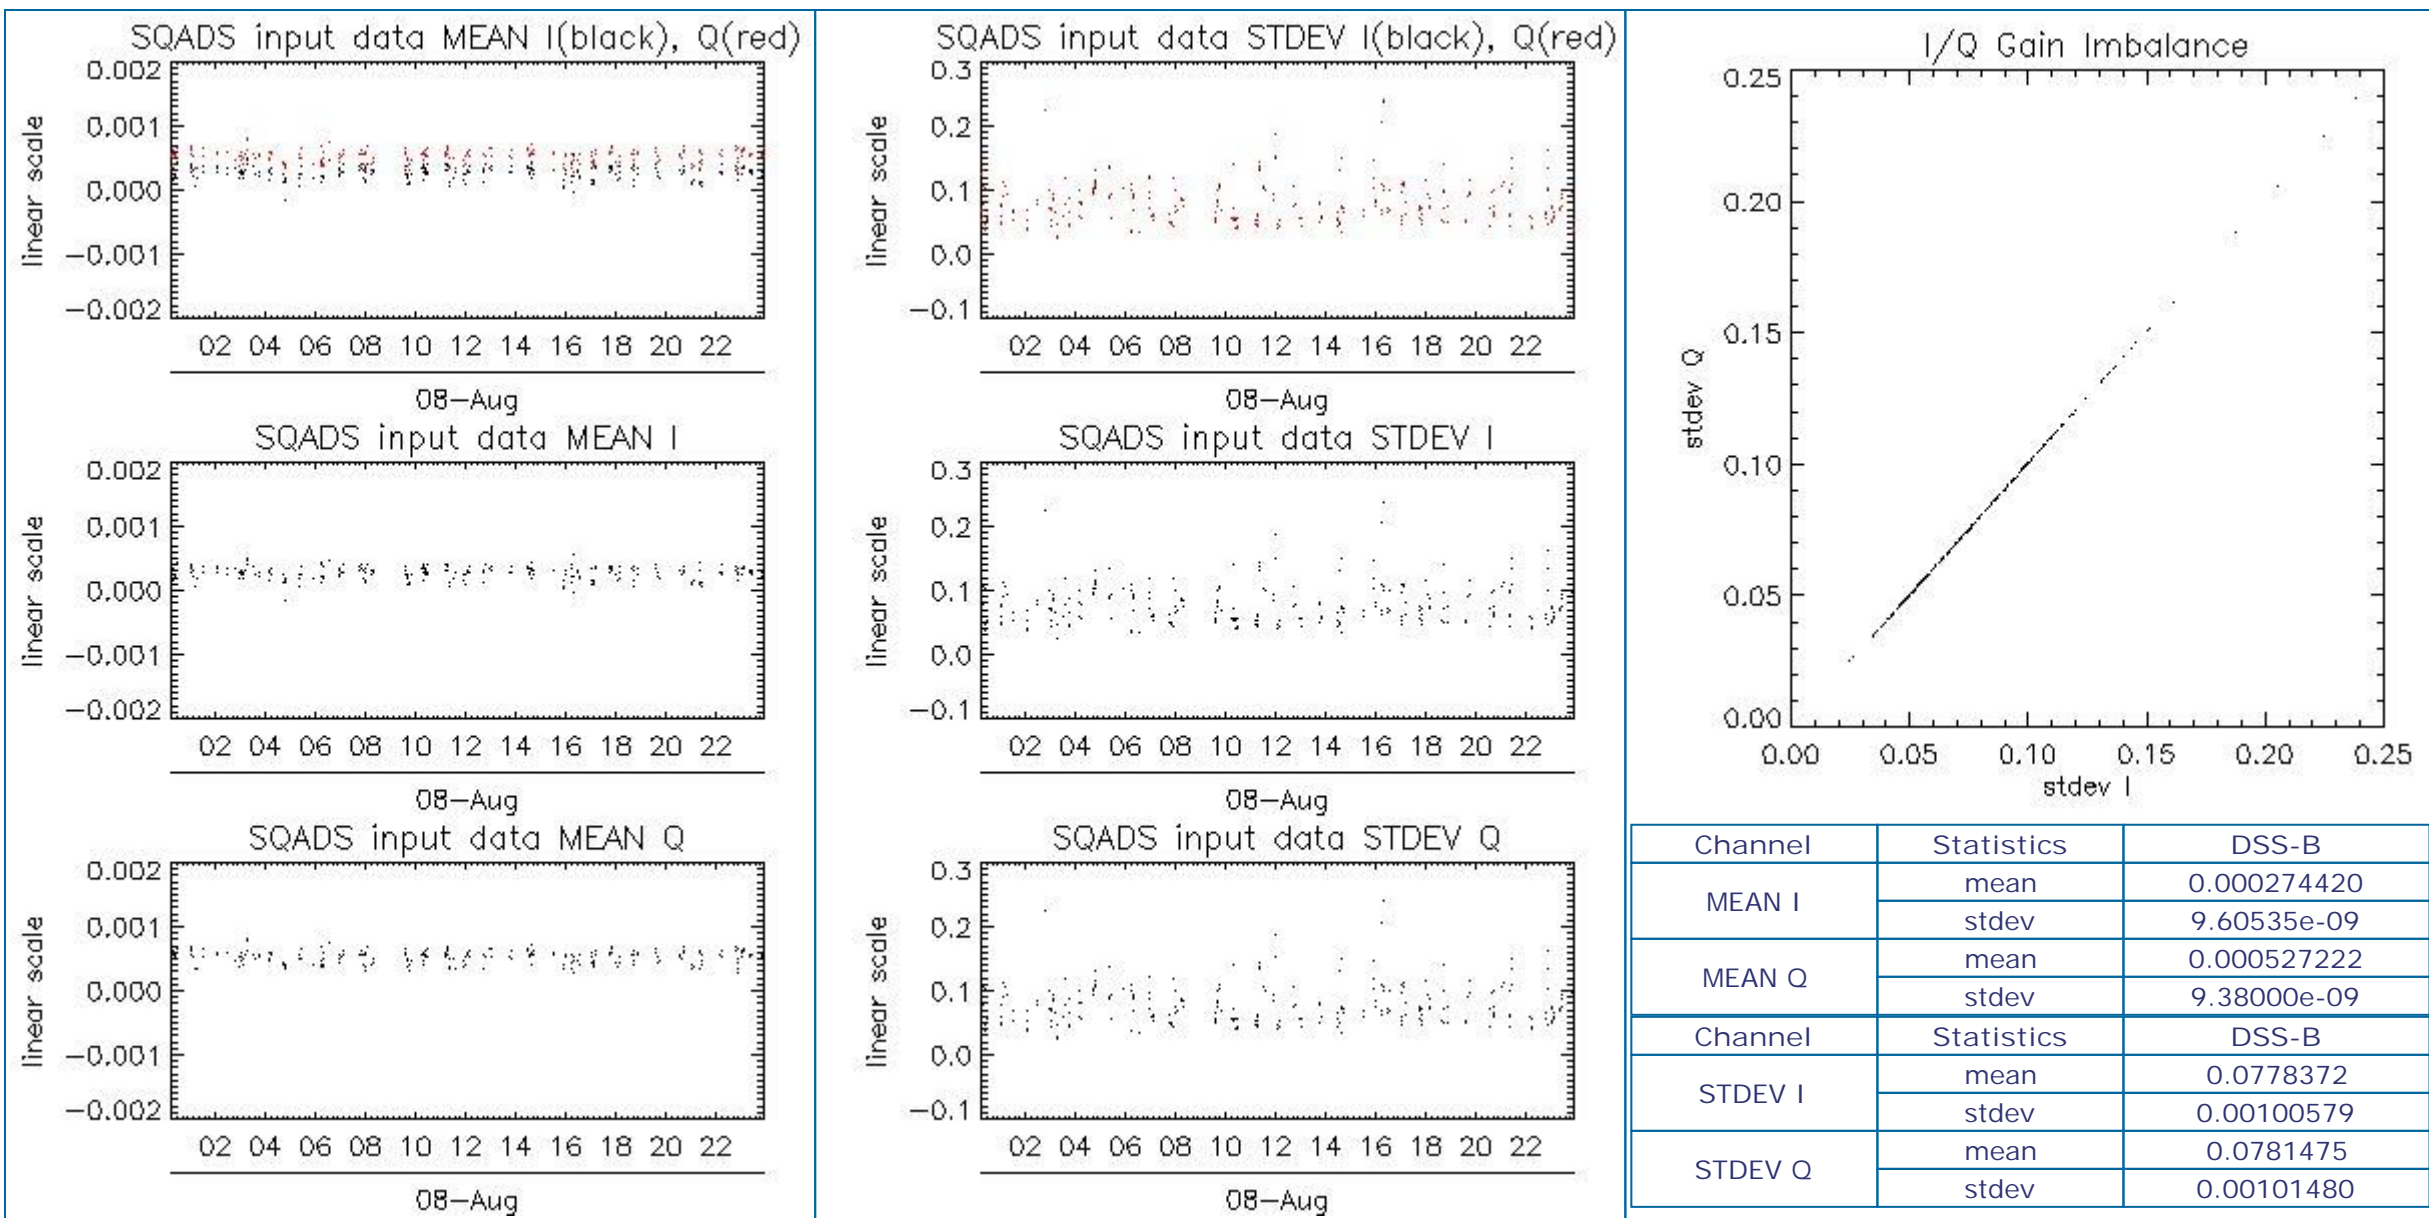 SQADS input data MEAN I(black), Q(red)
0.002
0.001
0.000
−0.001
−0.002
linear scale
02 04 06 08 10 12 14 16 18 20 22
08−Aug
SQADS input data MEAN I
0.002
0.001
0.000
−0.001
−0.002
linear scale
02 04 06 08 10 12 14 16 18 20 22
08−Aug
SQADS input data MEAN Q
0.002
0.001
0.000
−0.001
−0.002
linear scale
02 04 06 08 10 12 14 16 18 20 22
08−Aug
SQADS input data STDEV I(black), Q(red)
0.3
0.2
0.1
0.0
−0.1
linear scale
02 04 06 08 10 12 14 16 18 20 22
08−Aug
SQADS input data STDEV I
0.3
0.2
0.1
0.0
−0.1
linear scale
02 04 06 08 10 12 14 16 18 20 22
08−Aug
SQADS input data STDEV Q
0.3
0.2
0.1
0.0
−0.1
linear scale
02 04 06 08 10 12 14 16 18 20 22
08−Aug
I/Q Gain Imbalance
0.25
0.20
0.15
0.10
0.05
0.00
stdev Q
0.00 0.05 0.10 0.15 0.20 0.25
stdev I
Channel Statistics DSS-B
MEAN I mean 0.000274420
stdev 9.60535e-09
MEAN Q mean 0.000527222
stdev 9.38000e-09
Channel Statistics DSS-B
STDEV I mean 0.0778372
stdev 0.00100579
STDEV Q mean 0.0781475
stdev 0.00101480